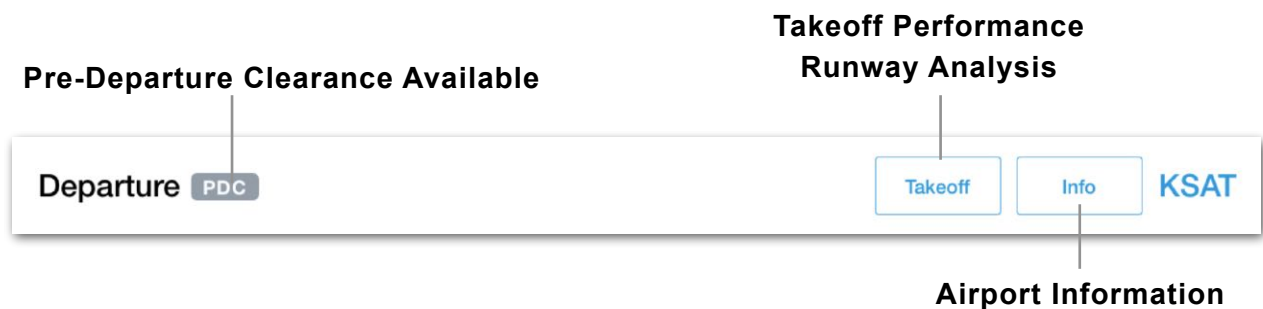 Takeoff Performance
Runway Analysis
Pre-Departure Clearance Available
Departure PDC Takeoff Info KSAT
Airport Information